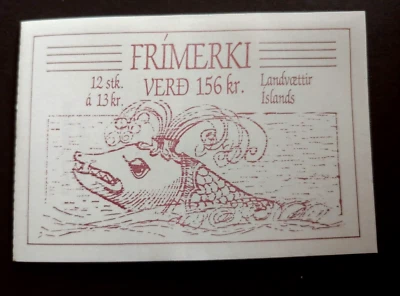 FRÍMERKI
12 stk. VERÐ 156 kr. Landvættir
á 13 kr. Íslands